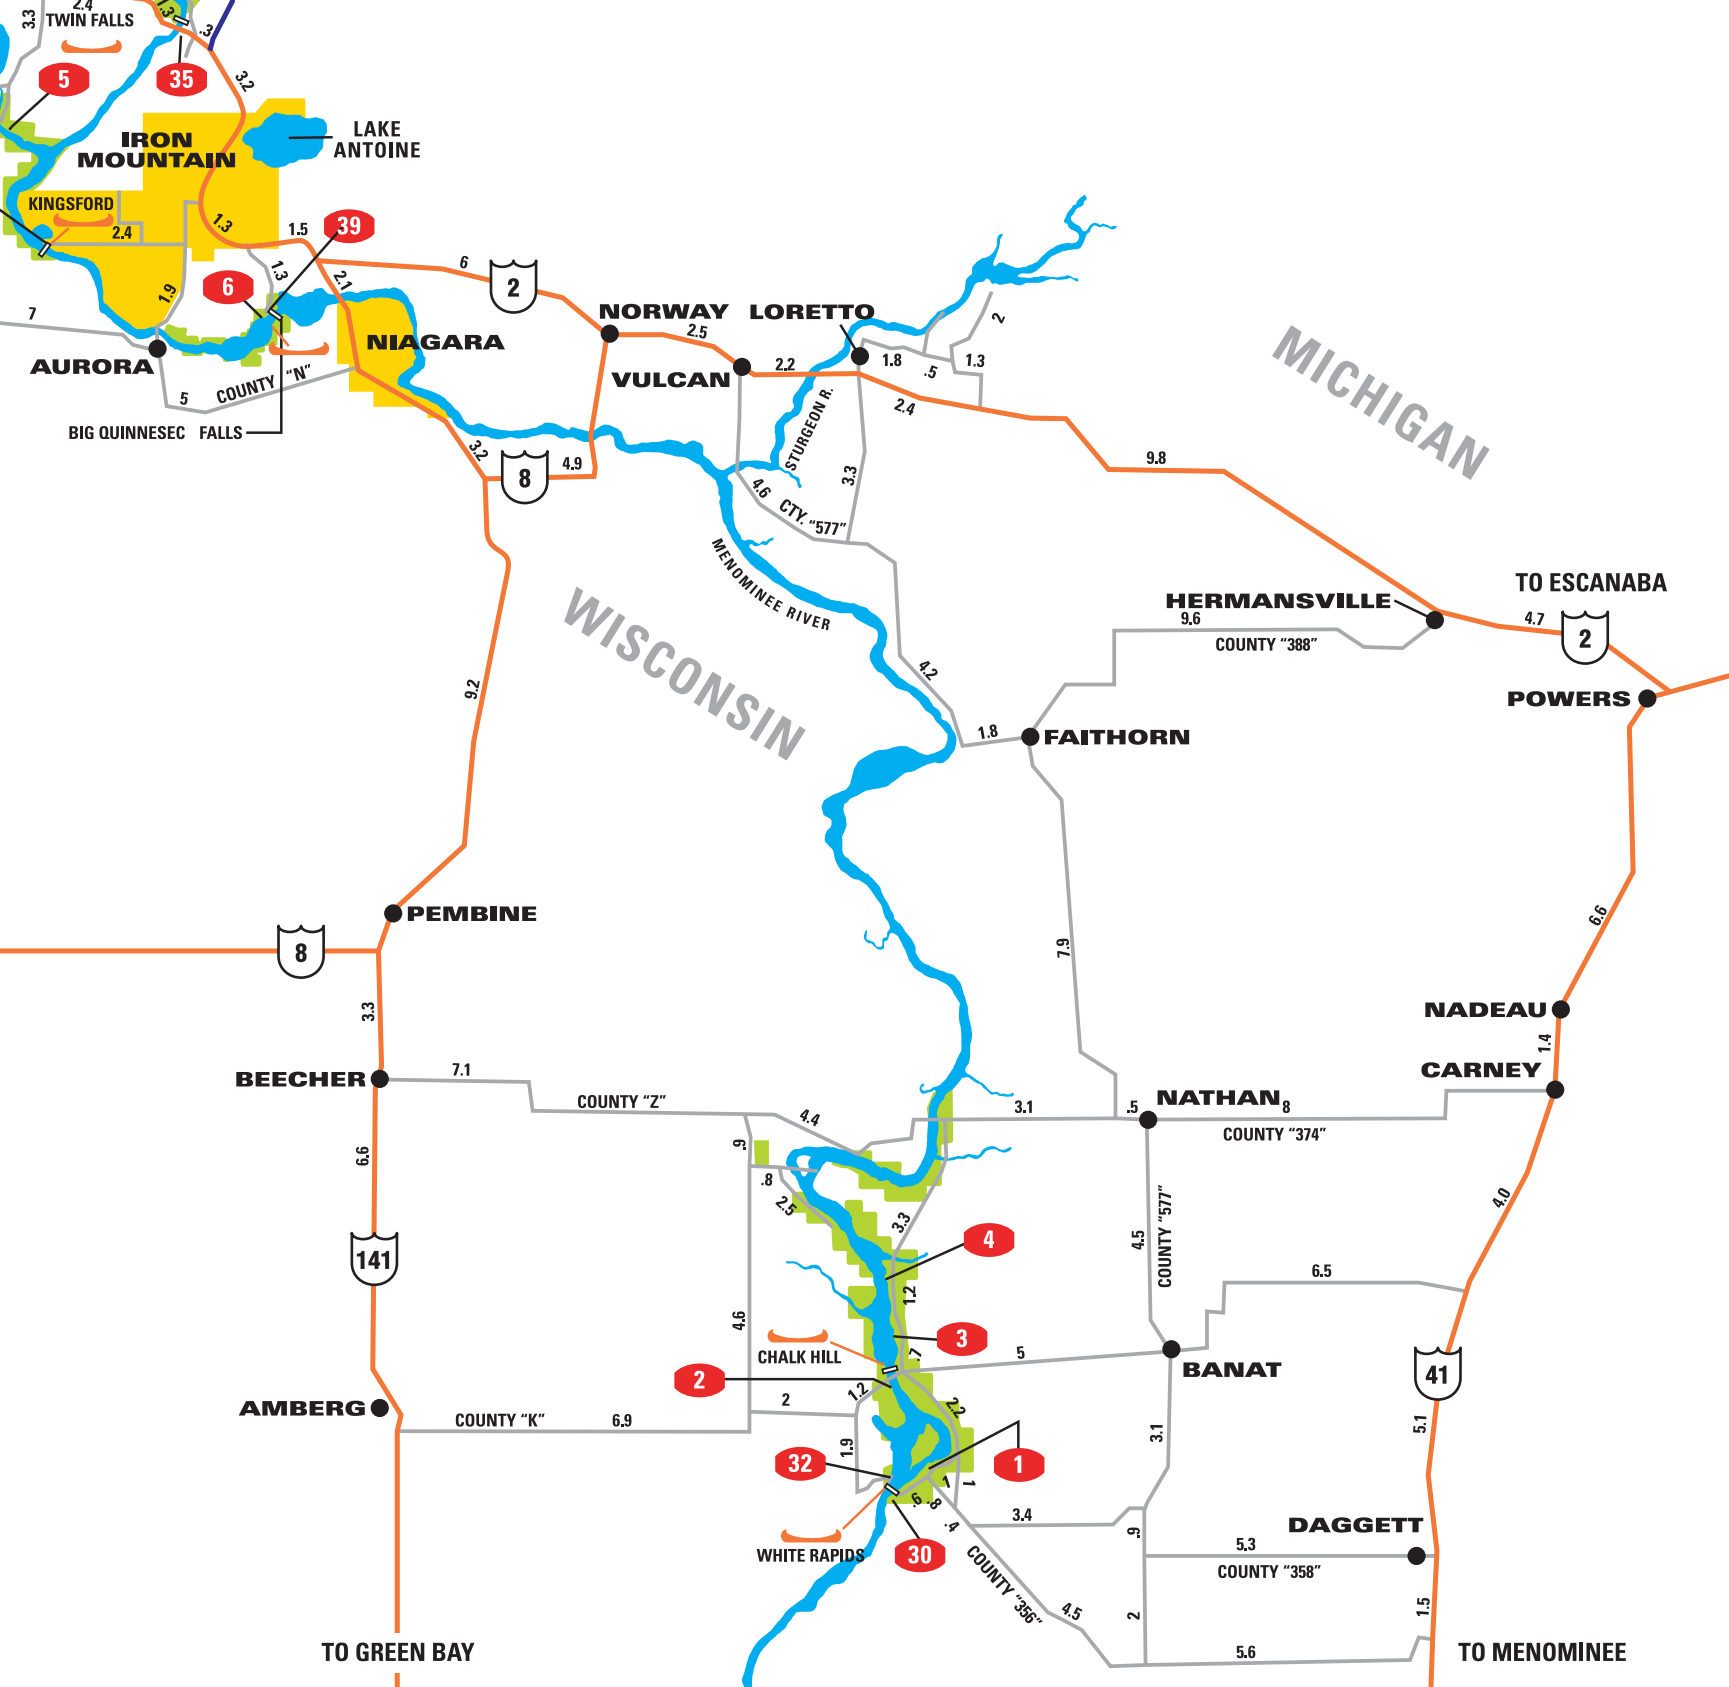 2.4
3.3
TWIN FALLS
1.3
.3
5
35
3.2
IRON
MOUNTAIN
LAKE
ANTOINE
KINGSFORD
2.4
1.3
1.5
39
6
2
1.3
2.1
6
1.9
7
NORWAY
LORETTO
2.5
2
NIAGARA
AURORA
COUNTY "N"
5
VULCAN
2.2
1.8
.5
1.3
2.4
STURGEON R.
MICHIGAN
BIG QUINNESEC FALLS
3.2
8
4.9
4.6
3.3
9.8
CTY. "577"
MENOMINEE RIVER
WISCONSIN
TO ESCANABA
HERMANSVILLE
9.6
COUNTY "388"
4.7
2
4.2
9.2
POWERS
1.8
FAITHORN
PEMBINE
8
7.9
6.6
3.3
NADEAU
1.4
CARNEY
BEECHER
7.1
COUNTY "Z"
4.4
3.1
.5
NATHAN
8
COUNTY "374"
.9
6.6
.8
2.5
3.3
4
4.5
COUNTY "577"
4.0
141
1.2
6.5
4.6
CHALK HILL
3
.7
5
BANAT
41
2
1.2
2
2.2
AMBERG
COUNTY "K"
6.9
1.9
3.1
5.1
32
1
1
1
.6
.8
.4
3.4
.9
DAGGETT
WHITE RAPIDS
30
5.3
COUNTY "358"
COUNTY "356"
4.5
2
1.5
TO GREEN BAY
5.6
TO MENOMINEE